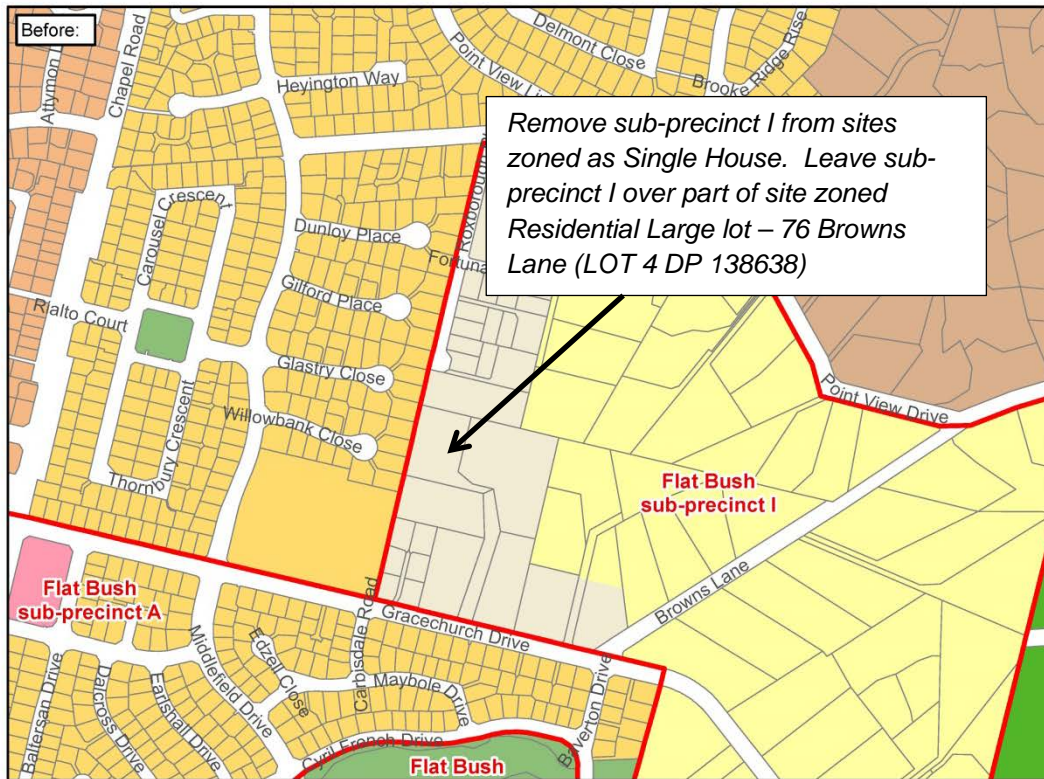 Before:
Attymon
Chapel Road
Heyington Way
Point View
Delmont Close
Brooke Ridge Rise
Remove sub-precinct I from sites
zoned as Single House. Leave sub-
precinct I over part of site zoned
Residential Large lot – 76 Browns
Lane (LOT 4 DP 138638)
Carousel Crescent
Dunloy Place
Roxborough
Gilford Place
Rialto Court
Glastry Close
Willowbank Close
Thornbury Crescent
Point View Drive
Flat Bush
sub-precinct I
Browns Lane
Flat Bush
sub-precinct A
Gracechurch Drive
Carbisdale Road
Middlefield Drive
Edzell Close
Maybole Drive
Baltersan Drive
Dalcross Drive
Earshall Drive
Cyril French Drive
Flat Bush